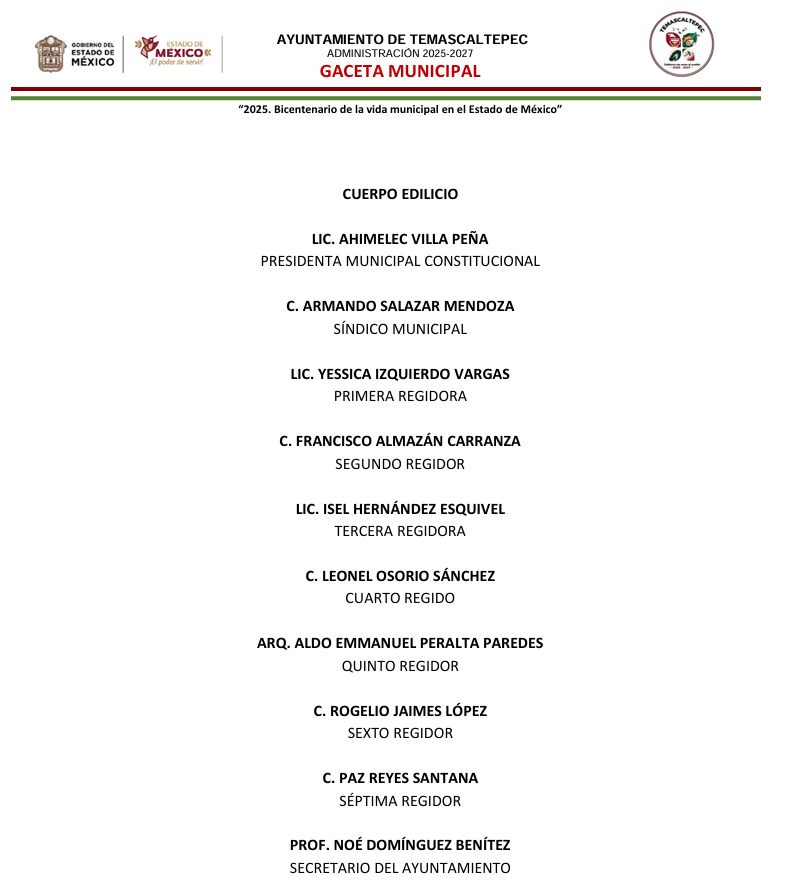 GOBIERNO DEL
ESTADO DE
MÉXICO
ESTADO DE
MÉXICO
¡El poder de servir!
AYUNTAMIENTO DE TEMASCALTEPEC
ADMINISTRACIÓN 2025-2027
GACETA MUNICIPAL
TEMASCALTEPEC
2025 - 2027
“2025. Bicentenario de la vida municipal en el Estado de México”
CUERPO EDILICIO
LIC. AHIMELEC VILLA PEÑA
PRESIDENTA MUNICIPAL CONSTITUCIONAL
C. ARMANDO SALAZAR MENDOZA
SÍNDICO MUNICIPAL
LIC. YESSICA IZQUIERDO VARGAS
PRIMERA REGIDORA
C. FRANCISCO ALMAZÁN CARRANZA
SEGUNDO REGIDOR
LIC. ISEL HERNÁNDEZ ESQUIVEL
TERCERA REGIDORA
C. LEONEL OSORIO SÁNCHEZ
CUARTO REGIDO
ARQ. ALDO EMMANUEL PERALTA PAREDES
QUINTO REGIDOR
C. ROGELIO JAIMES LÓPEZ
SEXTO REGIDOR
C. PAZ REYES SANTANA
SÉPTIMA REGIDOR
PROF. NOÉ DOMÍNGUEZ BENÍTEZ
SECRETARIO DEL AYUNTAMIENTO